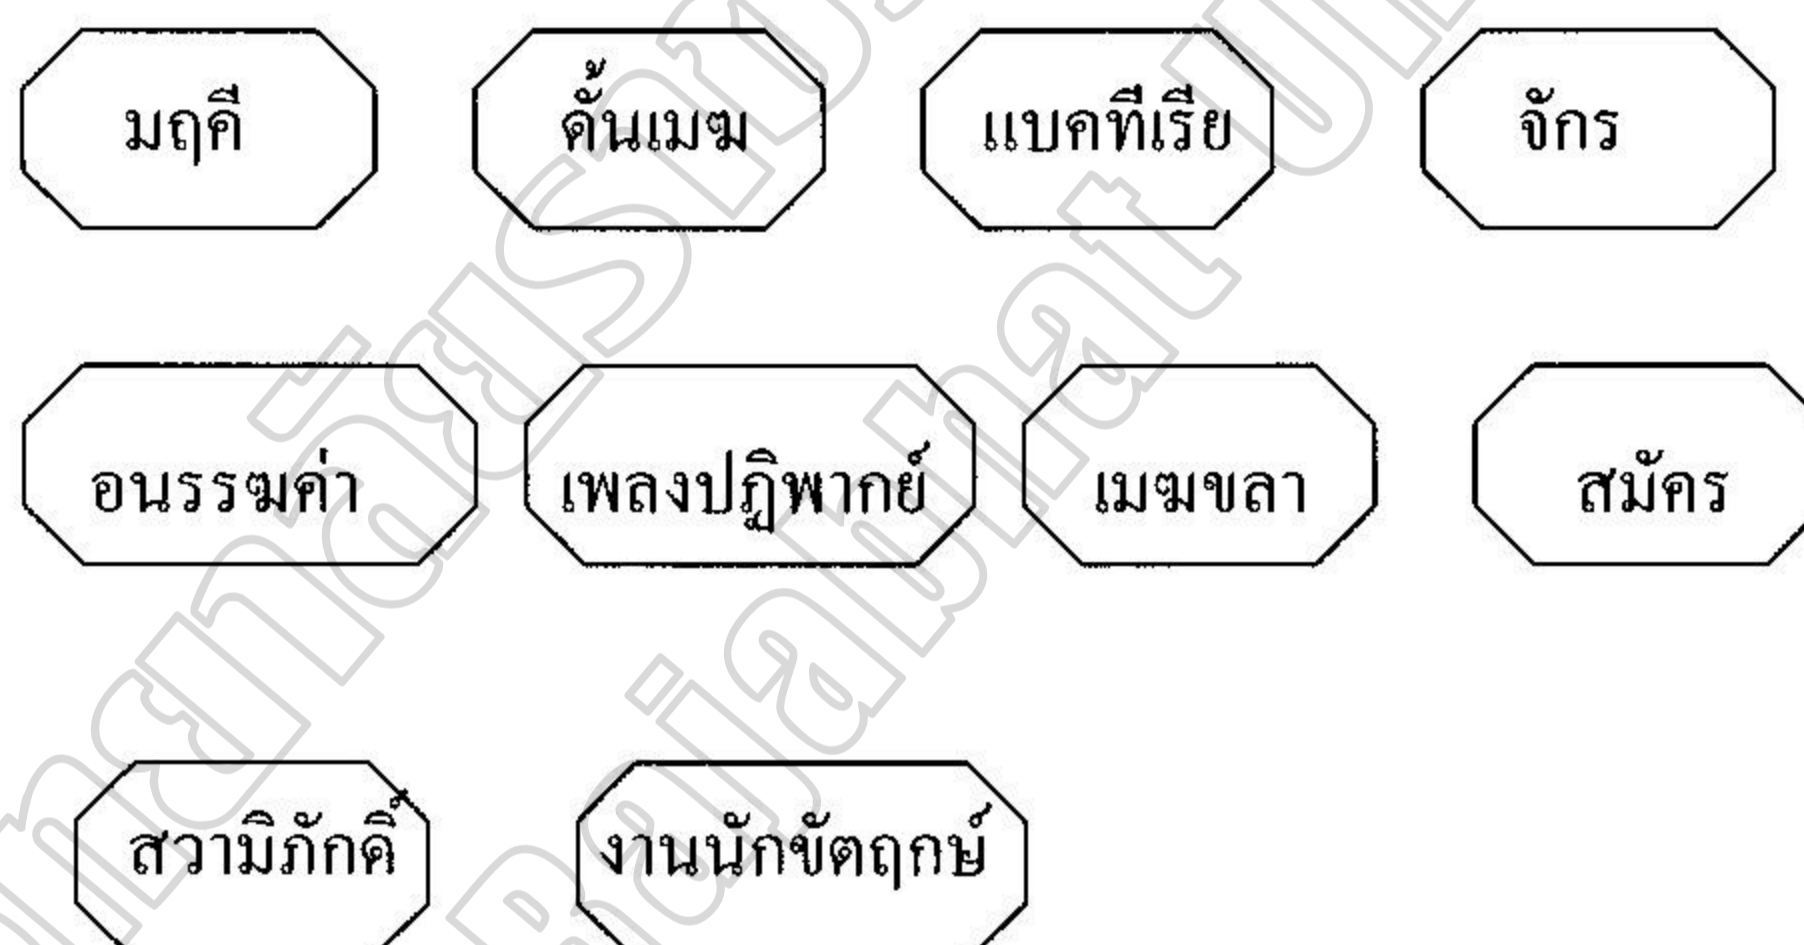 มฤคี ดั้นเมฆ แบคทีเรีย จักร
อนรรฆค่า เพลงปฏิพากย์ เมฆขลา สมัคร
สวามิภักดิ์ งานนักขัตฤกษ์